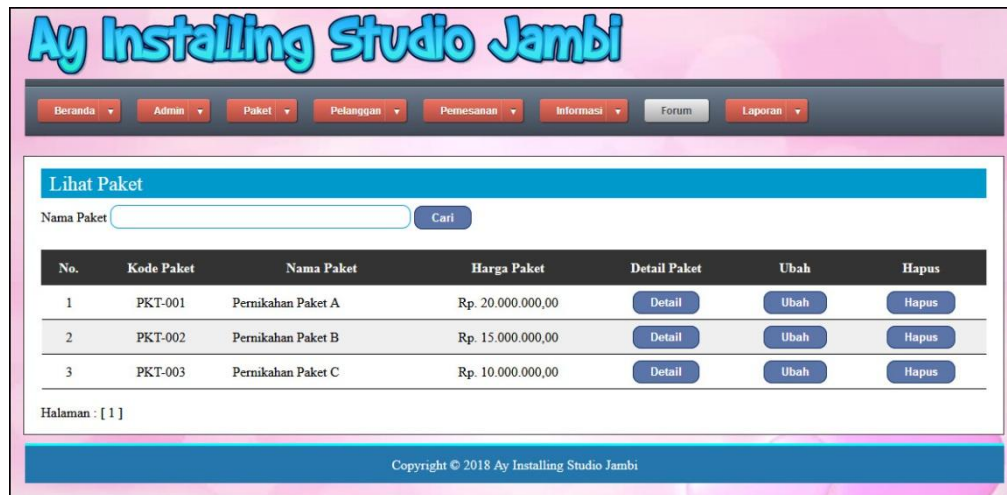 Ay Installing Studio Jambi
Beranda Admin Paket Pelanggan Pemesanan Informasi Forum Laporan
Lihat Paket
Nama Paket Cari
No. Kode Paket Nama Paket Harga Paket Detail Paket Ubah Hapus
1 PKT-001 Pernikahan Paket A Rp. 20.000.000,00 Detail Ubah Hapus
2 PKT-002 Pernikahan Paket B Rp. 15.000.000,00 Detail Ubah Hapus
3 PKT-003 Pernikahan Paket C Rp. 10.000.000,00 Detail Ubah Hapus
Halaman : [ 1 ]
Copyright © 2018 Ay Installing Studio Jambi